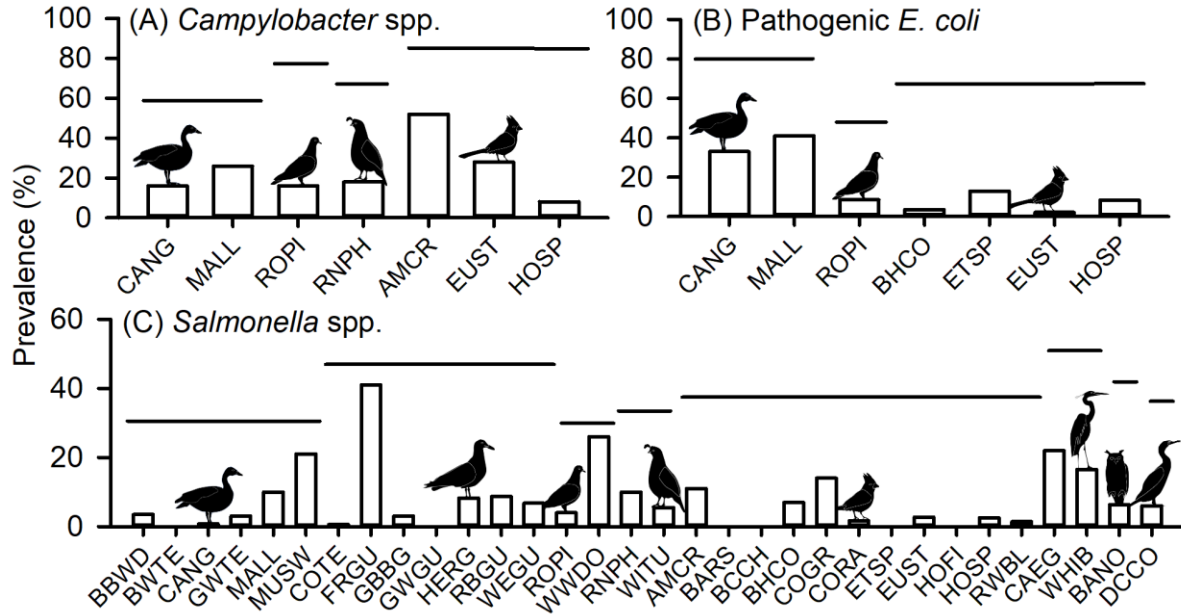 Prevalence (%)
(A) Campylobacter spp.
100
80
60
40
20
0
CANG MALL ROPI RNPH AMCR EUST HOSP
(B) Pathogenic E. coli
100
80
60
40
20
0
CANG MALL ROPI BHCO ETSP EUST HOSP
(C) Salmonella spp.
60
40
20
0
BBWD BWTE CANG GWTE MALL MUSW COTE FRGU GBBG GWGU HERG RBGU WEGU ROPI WWDO RNPH WITU AMCR BARS BCCH BHCO COGR CORA ETSP EUST HOFI HOSP RWBL CAEG WHIB BANO DCCO